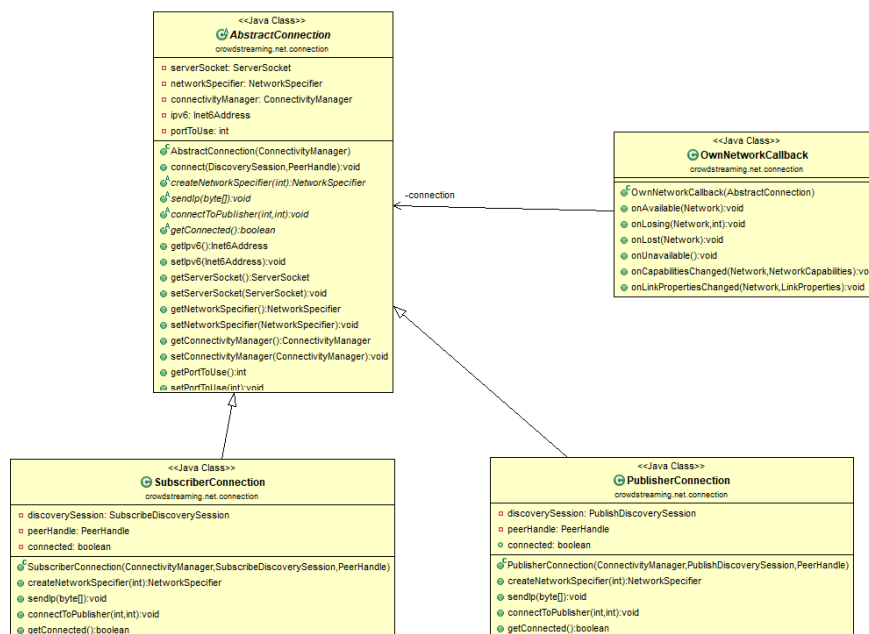 <<Java Class>>
AbstractConnection
crowdstreaming.net.connection
serverSocket: ServerSocket
networkSpecifier: NetworkSpecifier
connectivityManager: ConnectivityManager
ipv6: Inet6Address
portToUse: int
AbstractConnection(ConnectivityManager)
connect(DiscoverySession,PeerHandle):void
createNetworkSpecifier(int):NetworkSpecifier
sendIp(byte[]):void
connectToPublisher(int,int):void
getConnected():boolean
getIpv6():Inet6Address
setIpv6(Inet6Address):void
getServerSocket():ServerSocket
setServerSocket(ServerSocket):void
getNetworkSpecifier():NetworkSpecifier
setNetworkSpecifier(NetworkSpecifier):void
getConnectivityManager():ConnectivityManager
setConnectivityManager(ConnectivityManager):void
getPortToUse():int
setPortToUse(int):void
-connection
<<Java Class>>
OwnNetworkCallback
crowdstreaming.net.connection
OwnNetworkCallback(AbstractConnection)
onAvailable(Network):void
onLosing(Network,int):void
onLost(Network):void
onUnavailable():void
onCapabilitiesChanged(Network,NetworkCapabilities):vo
onLinkPropertiesChanged(Network,LinkProperties):void
<<Java Class>>
SubscriberConnection
crowdstreaming.net.connection
discoverySession: SubscribeDiscoverySession
peerHandle: PeerHandle
connected: boolean
SubscriberConnection(ConnectivityManager,SubscribeDiscoverySession,PeerHandle)
createNetworkSpecifier(int):NetworkSpecifier
sendIp(byte[]):void
connectToPublisher(int,int):void
getConnected():boolean
<<Java Class>>
PublisherConnection
crowdstreaming.net.connection
discoverySession: PublishDiscoverySession
peerHandle: PeerHandle
connected: boolean
PublisherConnection(ConnectivityManager,PublishDiscoverySession,PeerHandle)
createNetworkSpecifier(int):NetworkSpecifier
sendIp(byte[]):void
connectToPublisher(int,int):void
getConnected():boolean